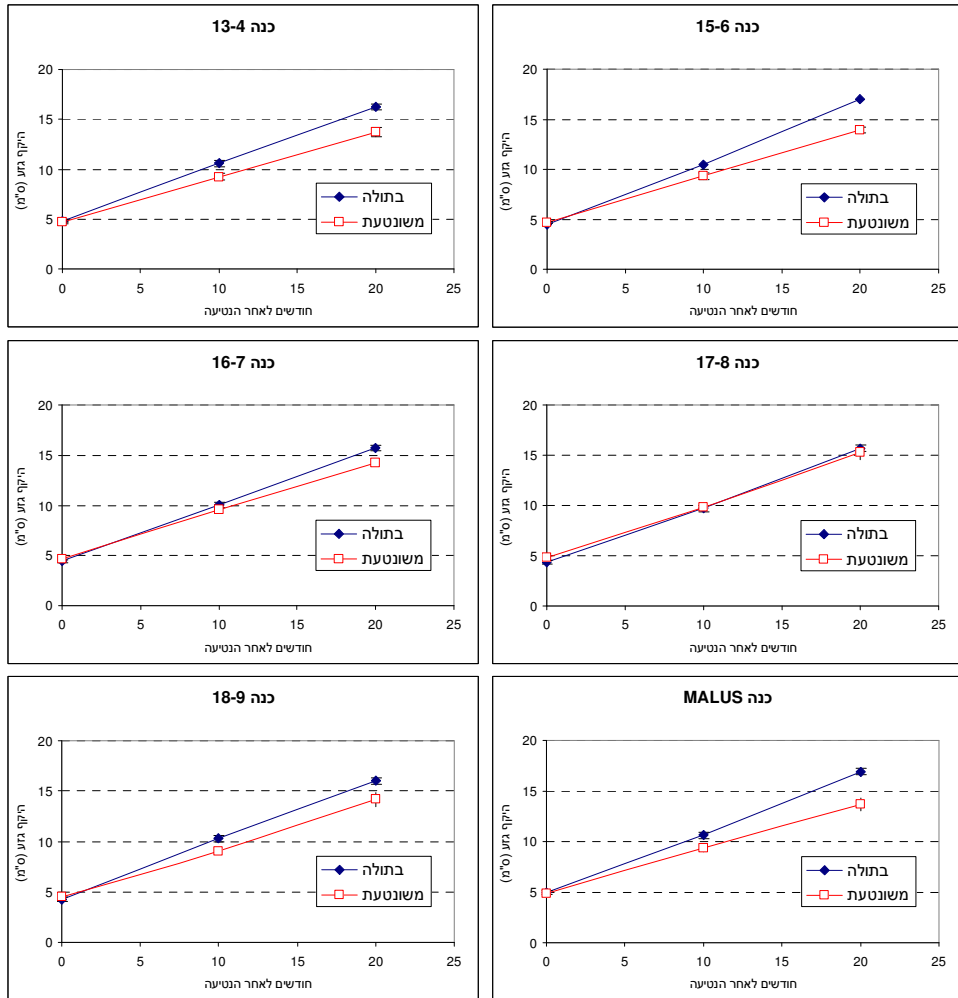 כנה 13-4
היקף גזע (ס"מ)
20
15
10
5
0
בתולה
משונטעת
0 5 10 15 20 25
חודשים לאחר הנטיעה
כנה 15-6
היקף גזע (ס"מ)
20
15
10
5
0
בתולה
משונטעת
0 5 10 15 20 25
חודשים לאחר הנטיעה
כנה 16-7
היקף גזע (ס"מ)
20
15
10
5
0
בתולה
משונטעת
0 5 10 15 20 25
חודשים לאחר הנטיעה
כנה 17-8
היקף גזע (ס"מ)
20
15
10
5
0
בתולה
משונטעת
0 5 10 15 20 25
חודשים לאחר הנטיעה
כנה 18-9
היקף גזע (ס"מ)
20
15
10
5
0
בתולה
משונטעת
0 5 10 15 20 25
חודשים לאחר הנטיעה
כנה MALUS
היקף גזע (ס"מ)
20
15
10
5
0
בתולה
משונטעת
0 5 10 15 20 25
חודשים לאחר הנטיעה